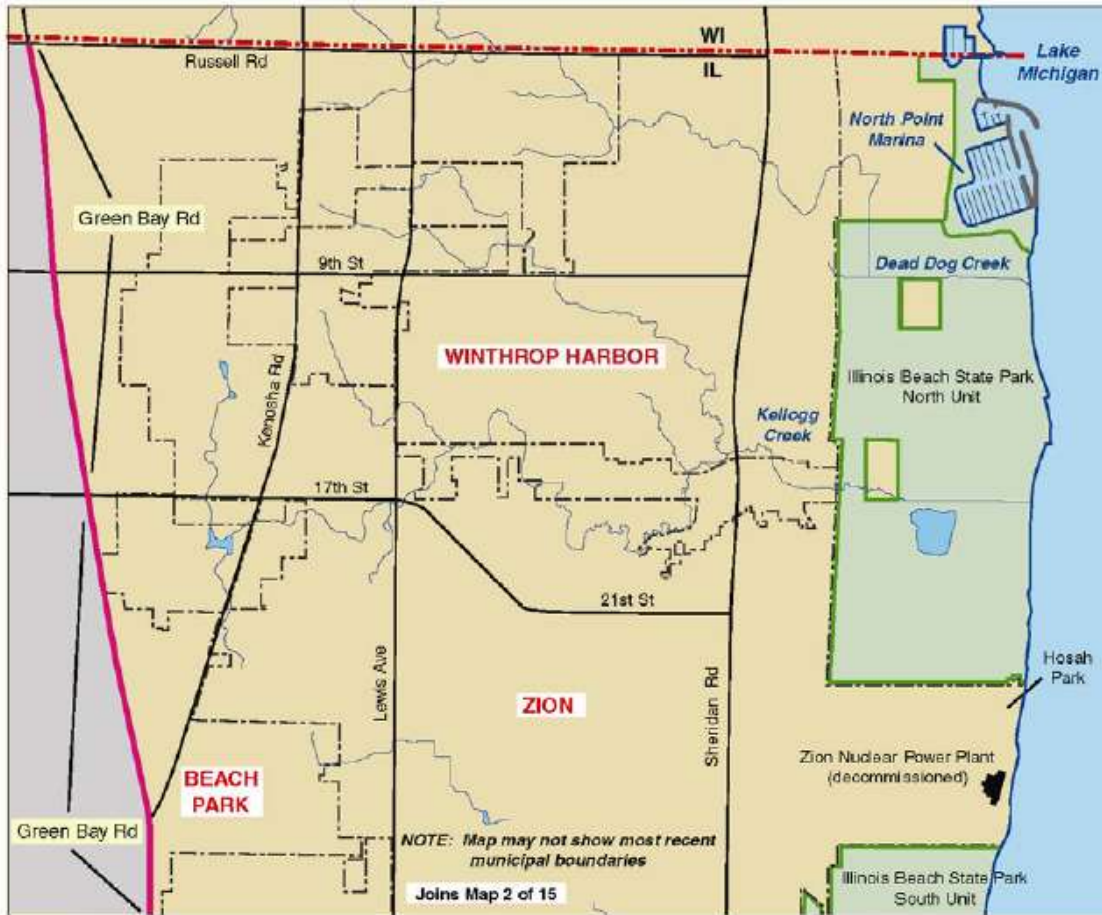 WI
Russell Rd
IL
Lake
Michigan
North Point
Marina
Green Bay Rd
9th St
Dead Dog Creek
WINTHROP HARBOR
Kenosha Rd
Illinois Beach State Park
North Unit
Kellogg
Creek
17th St
21st St
Hosah
Park
Lewis Ave
ZION
Sheridan Rd
Zion Nuclear Power Plant
(decommissioned)
BEACH
PARK
Green Bay Rd
NOTE: Map may not show most recent
municipal boundaries
Joins Map 2 of 15
Illinois Beach State Park
South Unit